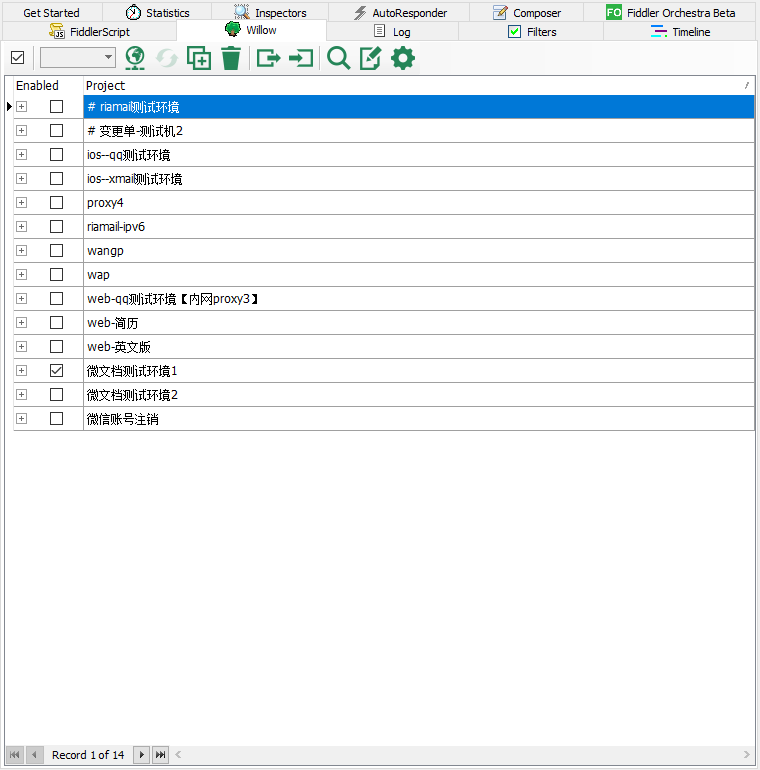 Get Started Statistics Inspectors AutoResponder Composer FO Fiddler Orchestra Beta
FiddlerScript Willow Log Filters Timeline
Enabled Project
# riamail测试环境
# 变更单-测试机2
ios--qq测试环境
ios--xmail测试环境
proxy4
riamail-ipv6
wangp
wap
web-qq测试环境【内网proxy3】
web-简历
web-英文版
微文档测试环境1
微文档测试环境2
微信账号注销
Record 1 of 14